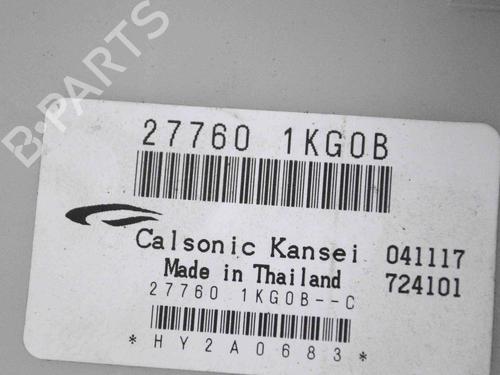 B-PARTS
27760 1KG0B
Calsonic Kansei 041117
Made in Thailand 724101
27760 1KG0B--C
*HY2A0683*